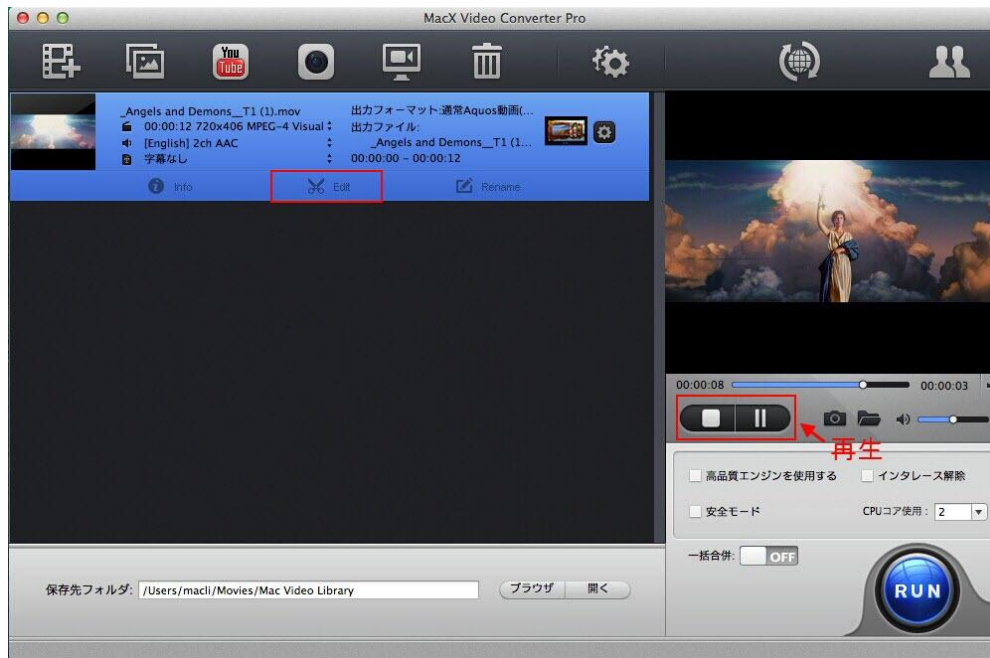 MacX Video Converter Pro
You
Tube
_Angels and Demons__T1 (1).mov
00:00:12 720x406 MPEG-4 Visual
[English] 2ch AAC
字幕なし
出力フォーマット:通常Aquos動画(...
出力ファイル:
_Angels and Demons__T1 (1...
00:00:00 - 00:00:12
Info
Edit
Rename
00:00:08
00:00:03
再生
高品質エンジンを使用する
インタレース解除
安全モード
CPUコア使用: 2
一括合併:
OFF
保存先フォルダ: /Users/macli/Movies/Mac Video Library
ブラウザ
開く
RUN